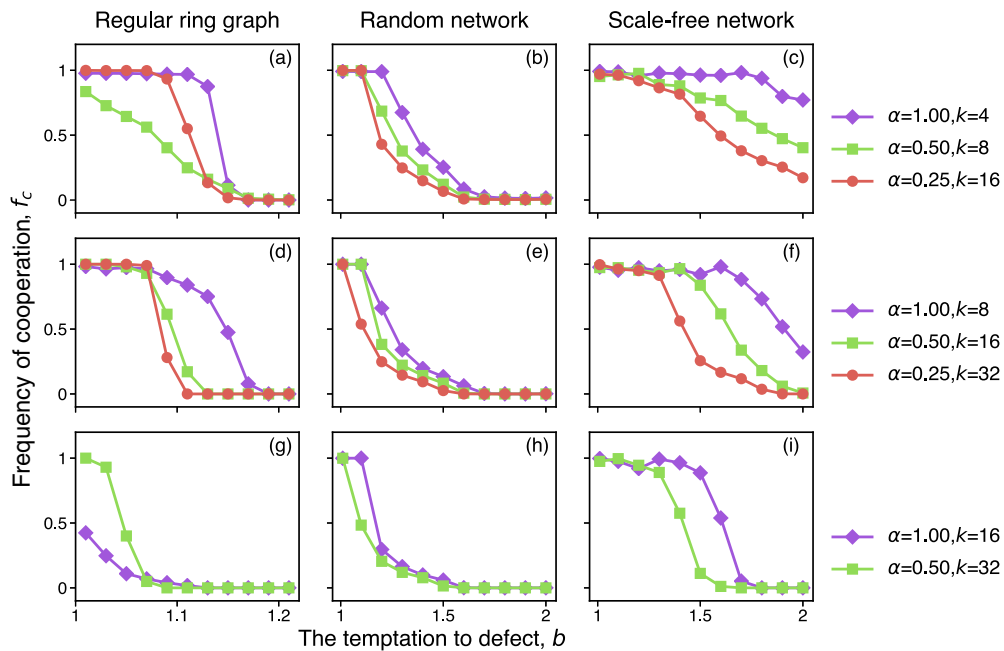 Regular ring graph
Random network
Scale-free network
Frequency of cooperation, f_c
(a)
1
0.5
0
(b)
(c)
α=1.00,k=4
α=0.50,k=8
α=0.25,k=16
(d)
1
0.5
0
(e)
(f)
α=1.00,k=8
α=0.50,k=16
α=0.25,k=32
(g)
1
0.5
0
(h)
(i)
α=1.00,k=16
α=0.50,k=32
1 1.1 1.2
1 1.5 2
1 1.5 2
The temptation to defect, b